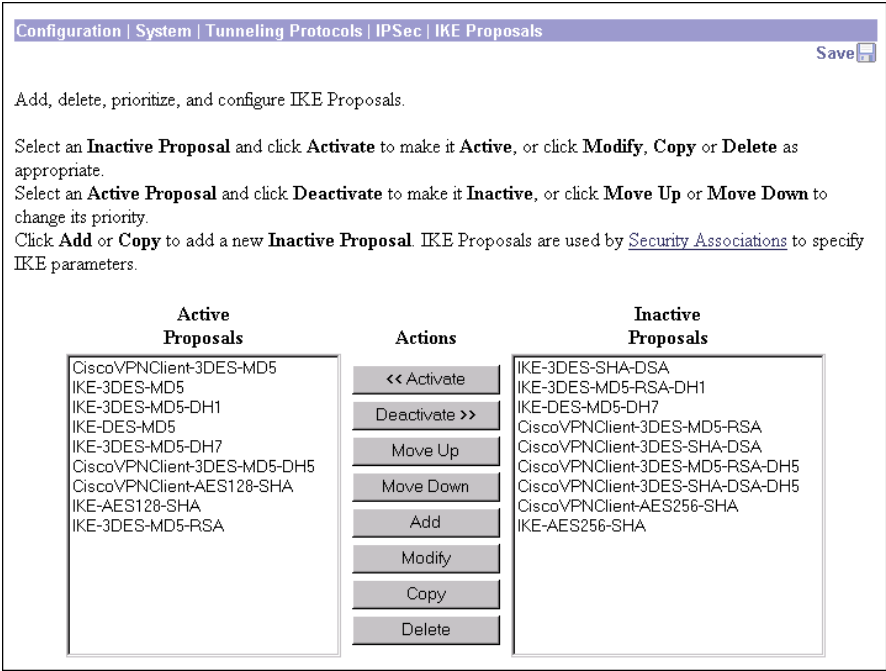 Configuration | System | Tunneling Protocols | IPSec | IKE Proposals
Save
Add, delete, prioritize, and configure IKE Proposals.
Select an Inactive Proposal and click Activate to make it Active, or click Modify, Copy or Delete as
appropriate.
Select an Active Proposal and click Deactivate to make it Inactive, or click Move Up or Move Down to
change its priority.
Click Add or Copy to add a new Inactive Proposal. IKE Proposals are used by Security Associations to specify
IKE parameters.
Active
Proposals
CiscoVPNClient-3DES-MD5
IKE-3DES-MD5
IKE-3DES-MD5-DH1
IKE-DES-MD5
IKE-3DES-MD5-DH7
CiscoVPNClient-3DES-MD5-DH5
CiscoVPNClient-AES128-SHA
IKE-AES128-SHA
IKE-3DES-MD5-RSA
Actions
<< Activate
Deactivate >>
Move Up
Move Down
Add
Modify
Copy
Delete
Inactive
Proposals
IKE-3DES-SHA-DSA
IKE-3DES-MD5-RSA-DH1
IKE-DES-MD5-DH7
CiscoVPNClient-3DES-MD5-RSA
CiscoVPNClient-3DES-SHA-DSA
CiscoVPNClient-3DES-MD5-RSA-DH5
CiscoVPNClient-3DES-SHA-DSA-DH5
CiscoVPNClient-AES256-SHA
IKE-AES256-SHA